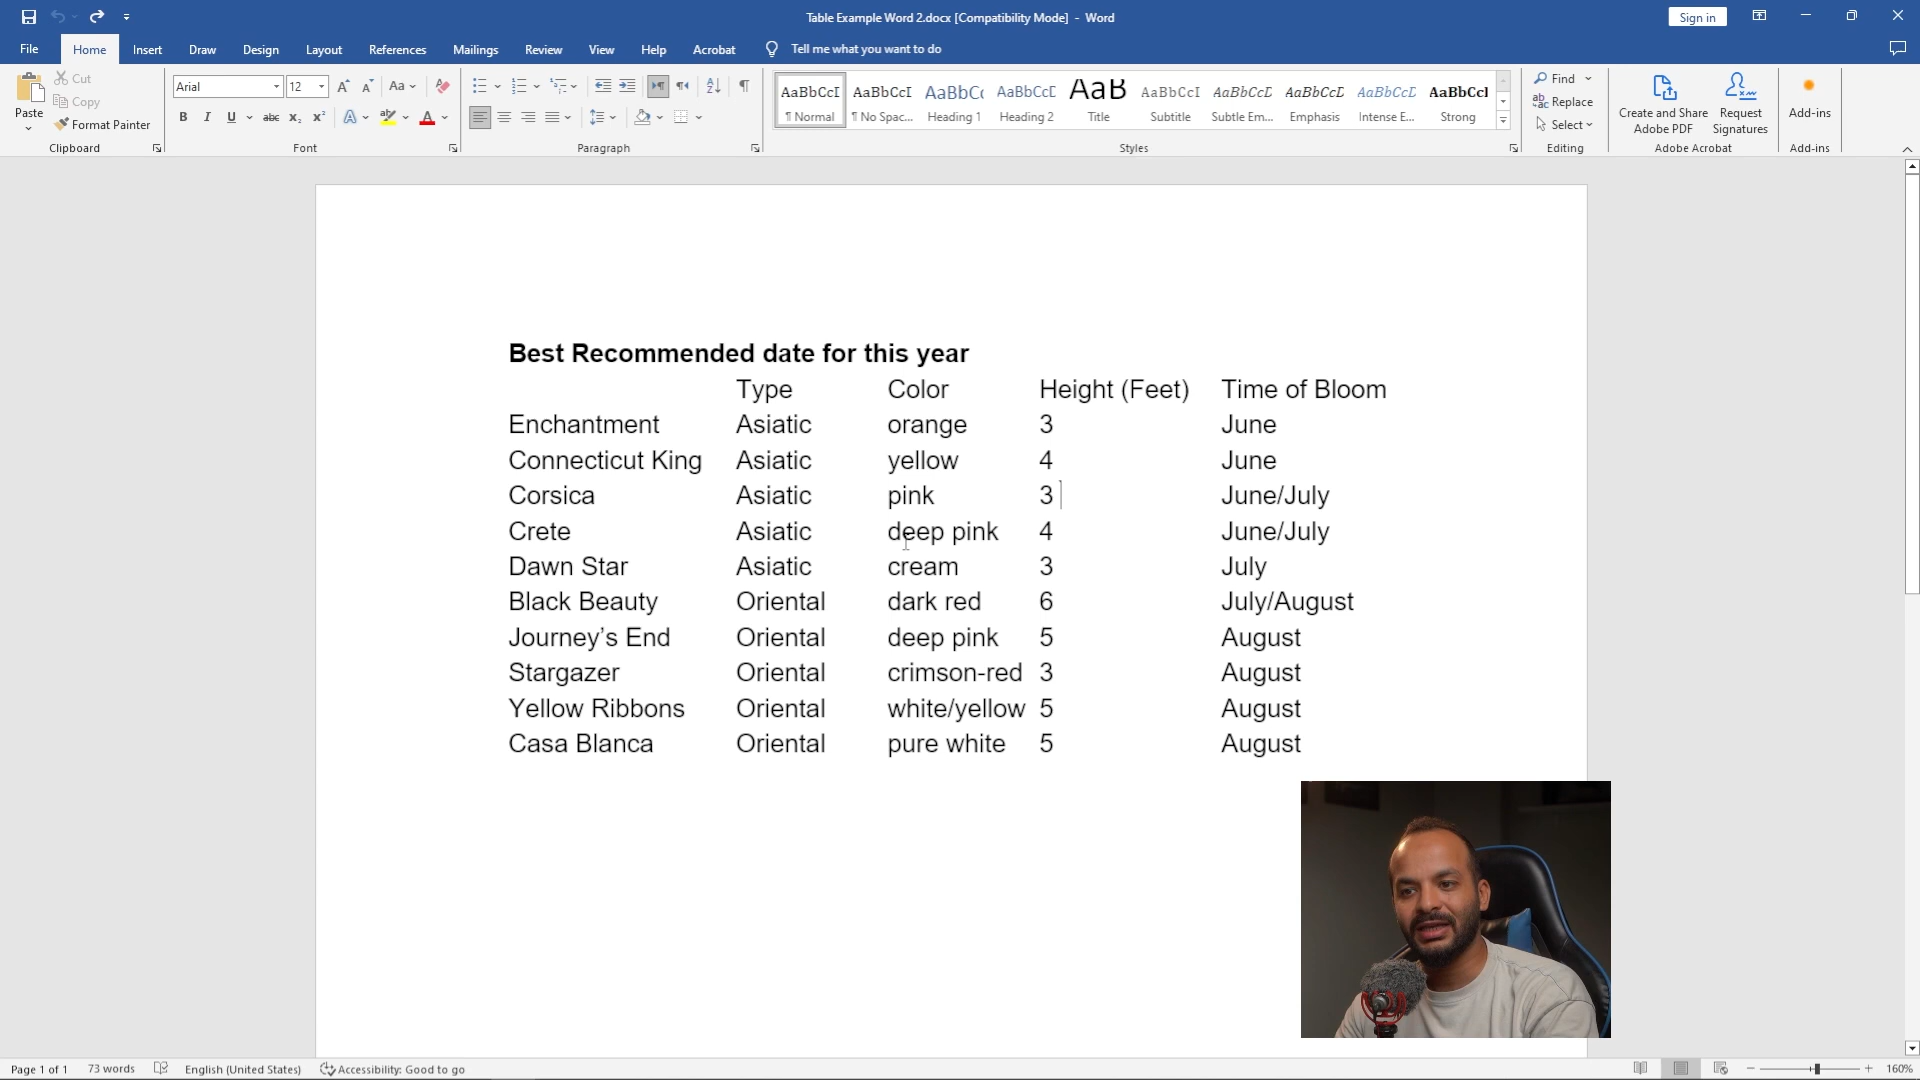 Table Example Word 2.docx [Compatibility Mode] - Word
Sign in
File Home Insert Draw Design Layout References Mailings Review View Help Acrobat Tell me what you want to do
Paste
Cut
Copy
Format Painter
Clipboard
Arial 12
Font
Paragraph
AaBbCcI AaBbCcI AaBbC AaBbCcC AaB AaBbCcI AaBbCcD AaBbCcD AaBbCcD AaBbCcI
¶ Normal ¶ No Spac... Heading 1 Heading 2 Title Subtitle Subtle Em... Emphasis Intense E... Strong
Styles
Find
Replace
Select
Editing
Create and Share
Adobe PDF
Request
Signatures
Adobe Acrobat
Add-ins
Add-ins
Best Recommended date for this year
Type Color Height (Feet) Time of Bloom
Enchantment Asiatic orange 3 June
Connecticut King Asiatic yellow 4 June
Corsica Asiatic pink 3 June/July
Crete Asiatic deep pink 4 June/July
Dawn Star Asiatic cream 3 July
Black Beauty Oriental dark red 6 July/August
Journey’s End Oriental deep pink 5 August
Stargazer Oriental crimson-red 3 August
Yellow Ribbons Oriental white/yellow 5 August
Casa Blanca Oriental pure white 5 August
Page 1 of 1 73 words English (United States) Accessibility: Good to go 160%